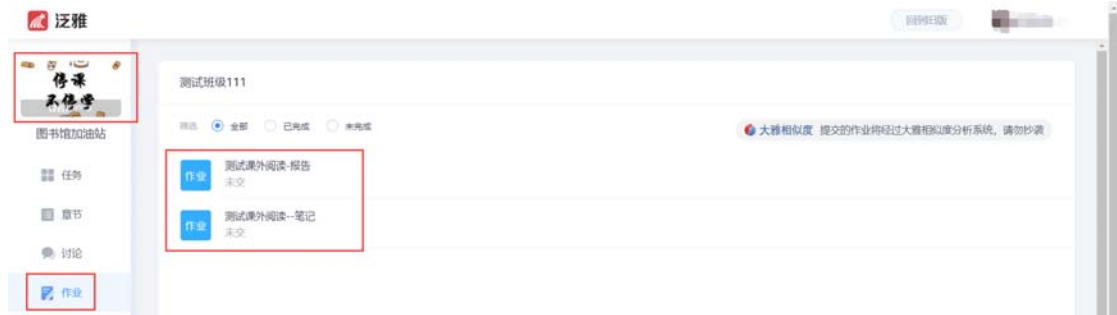 泛雅
回到旧版
停课
不停学
图书馆加油站
任务
章节
讨论
作业
测试班级111
筛选 全部 已完成 未完成
大雅相似度 提交的作业将经过大雅相似度分析系统，请勿抄袭
作业 测试课外阅读-报告
未交
作业 测试课外阅读--笔记
未交